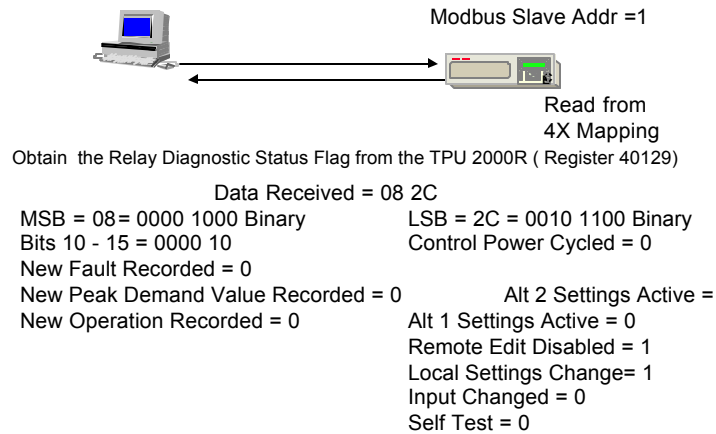 Modbus Slave Addr =1
Read from
4X Mapping
Obtain the Relay Diagnostic Status Flag from the TPU 2000R ( Register 40129)
Data Received = 08 2C
MSB = 08= 0000 1000 Binary
LSB = 2C = 0010 1100 Binary
Bits 10 - 15 = 0000 10
Control Power Cycled = 0
New Fault Recorded = 0
New Peak Demand Value Recorded = 0
Alt 2 Settings Active =
New Operation Recorded = 0
Alt 1 Settings Active = 0
Remote Edit Disabled = 1
Local Settings Change= 1
Input Changed = 0
Self Test = 0